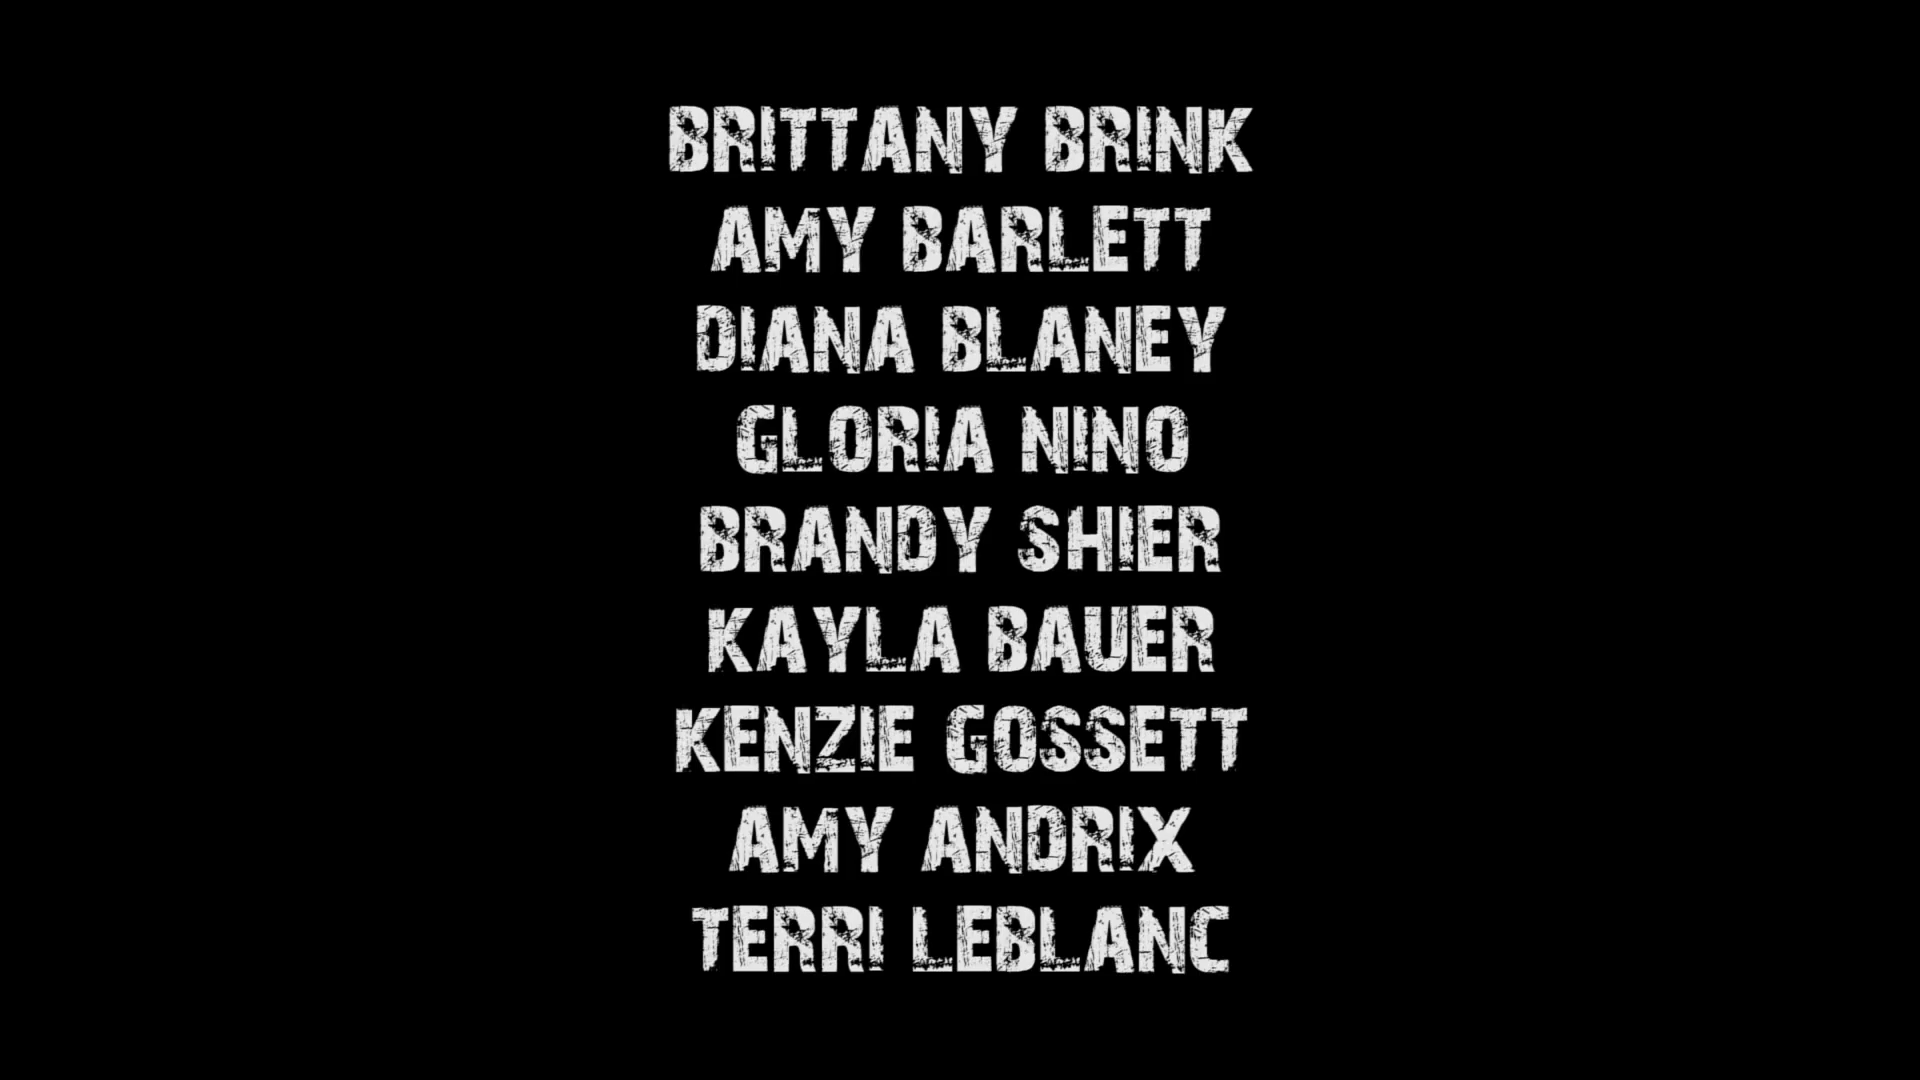 BRITTANY BRINK
AMY BARLETT
DIANA BLANEY
GLORIA NINO
BRANDY SHIER
KAYLA BAUER
KENZIE GOSSETT
AMY ANDRIX
TERRI LEBLANC